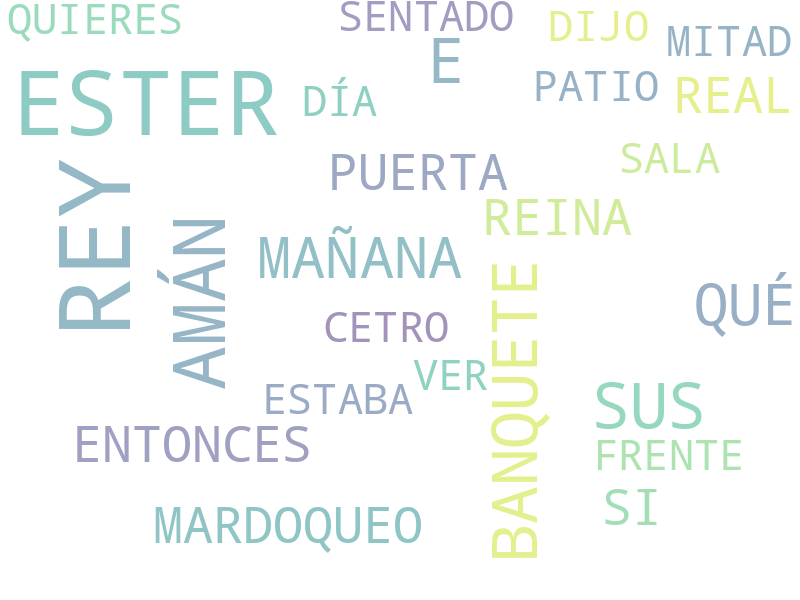 QUIERES
SENTADO
DIJO
MITAD
E
ESTER
DÍA
PATIO
REAL
PUERTA
SALA
REY
AMÁN
REINA
MAÑANA
BANQUETE
QUÉ
CETRO
VER
ESTABA
SUS
ENTONCES
FRENTE
SI
MARDOQUEO